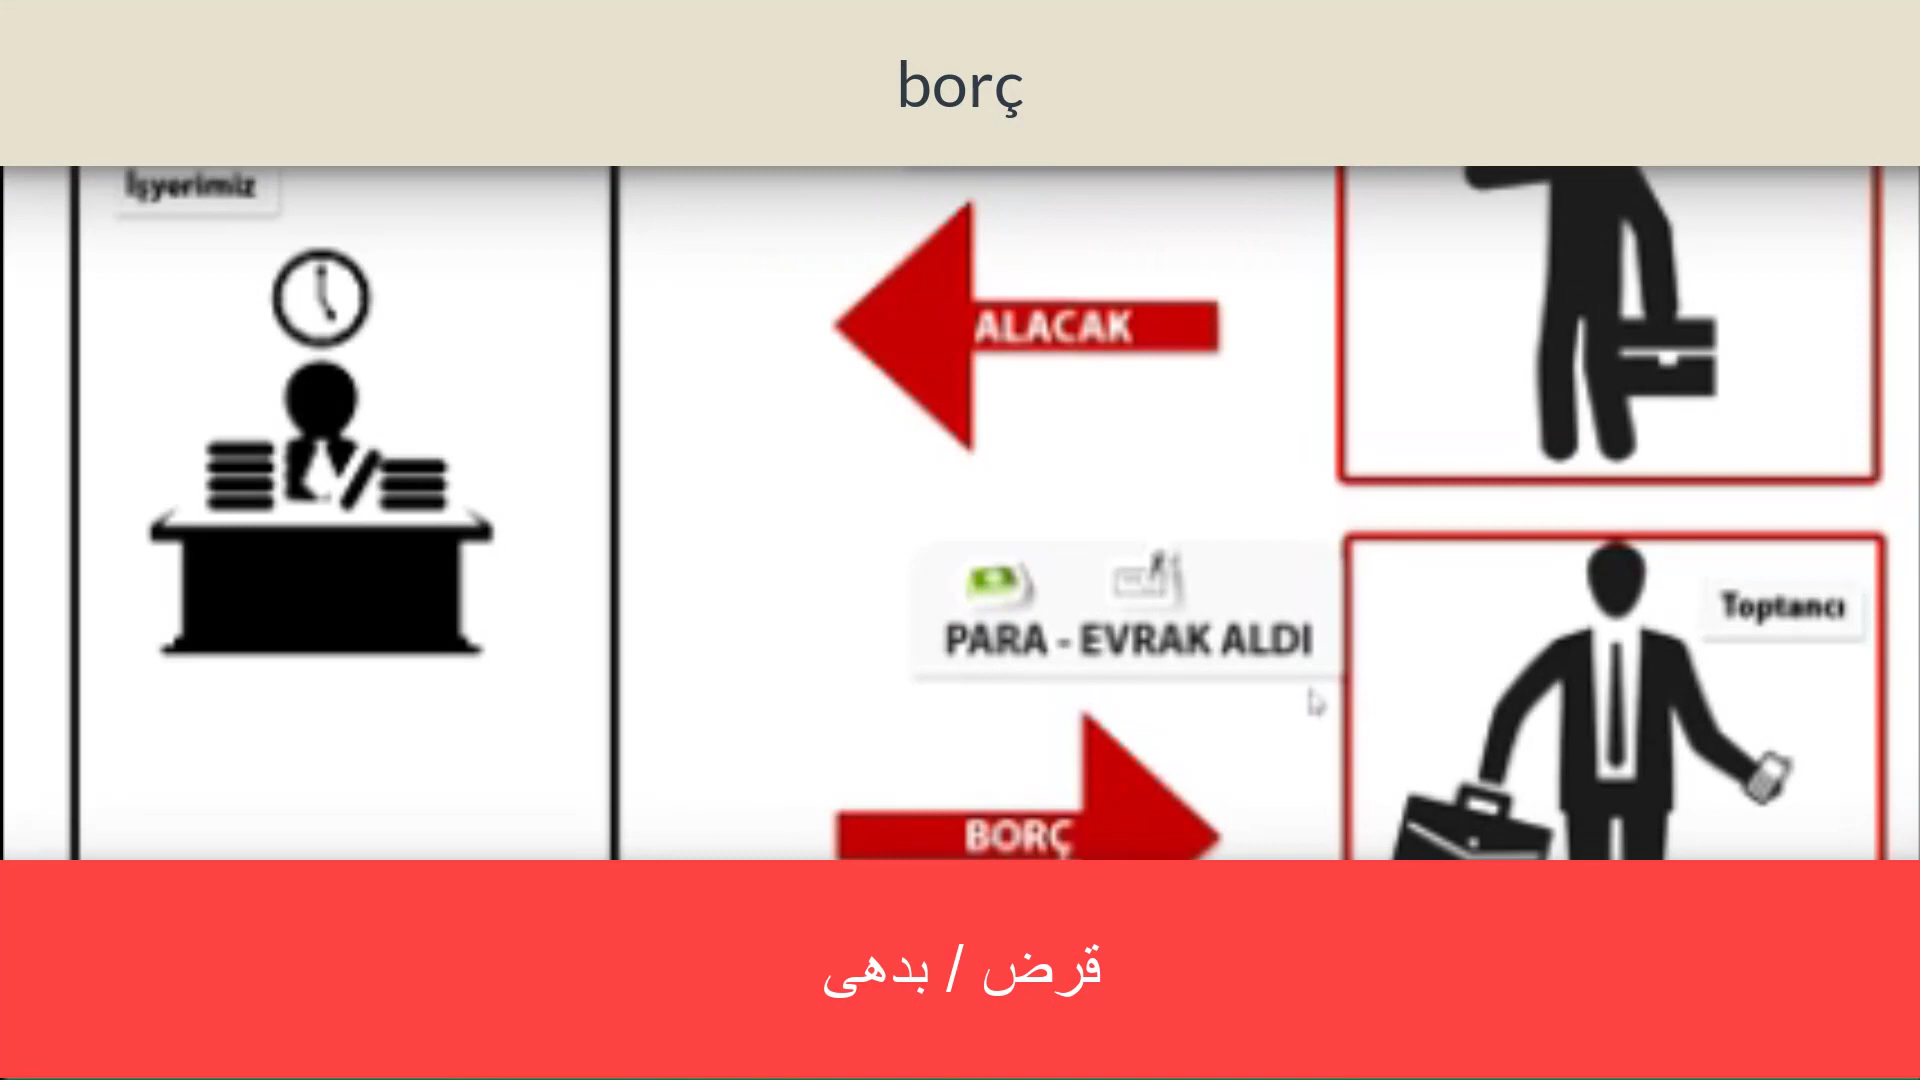 borç
İşyerimiz
ALACAK
PARA - EVRAK ALDI
Toptancı
BORÇ
قرض / بدهی